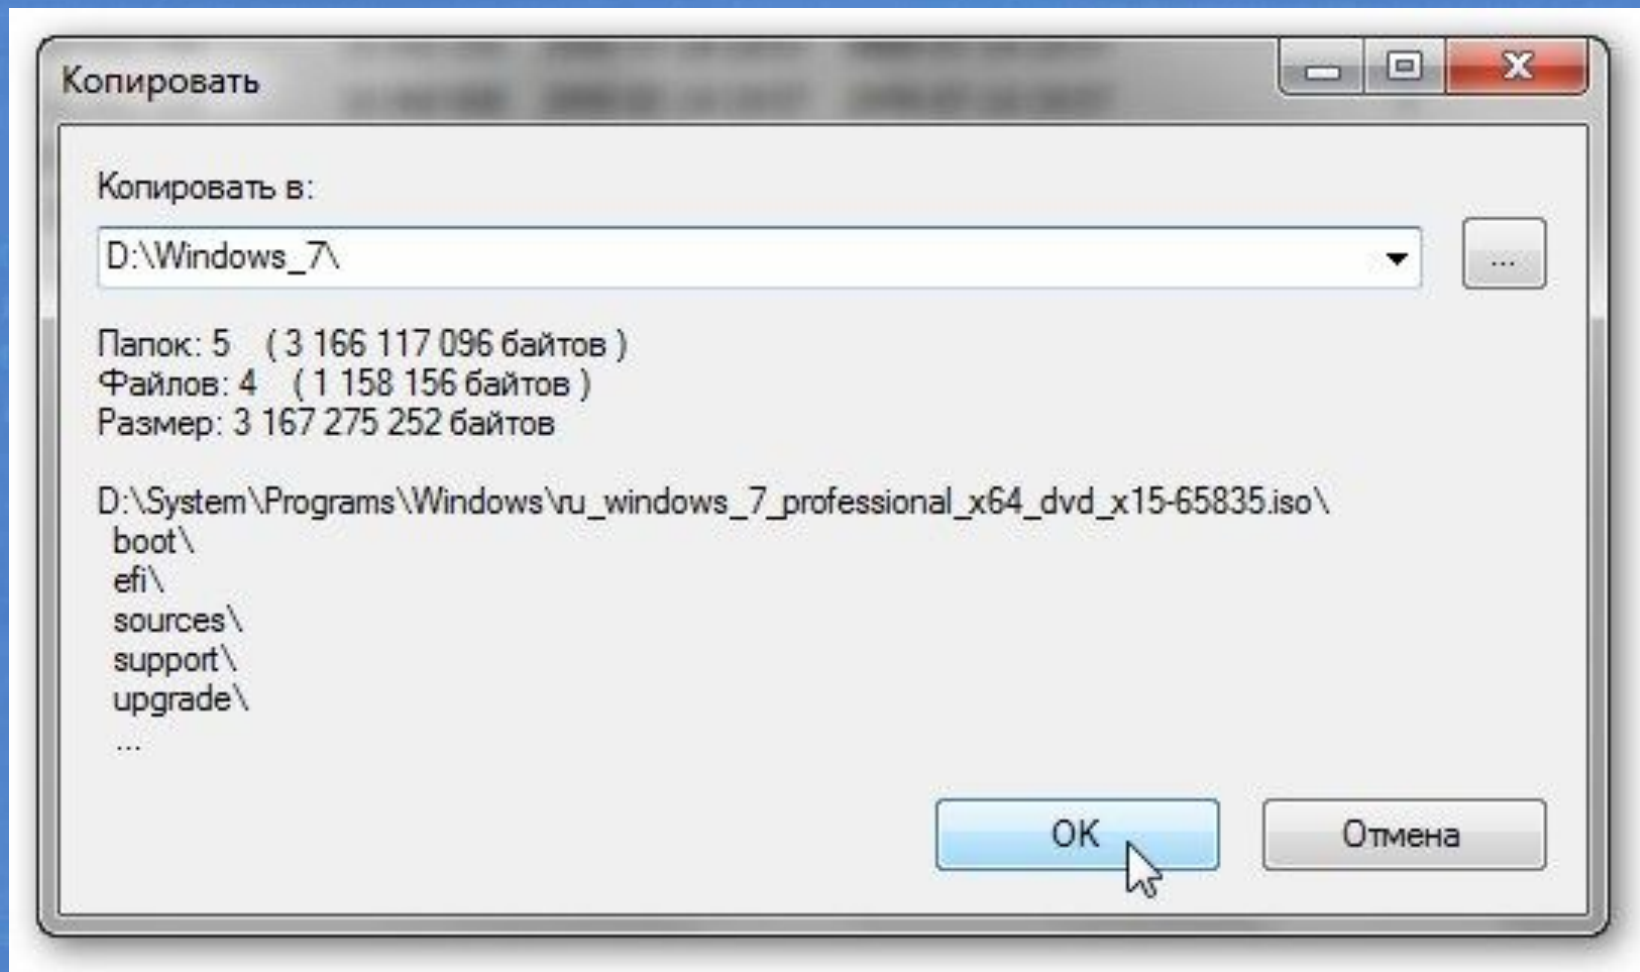 Копировать
Копировать в:
D:\Windows_7\
...
Папок: 5 ( 3 166 117 096 байтов )
Файлов: 4 ( 1 158 156 байтов )
Размер: 3 167 275 252 байтов
D:\System\Programs\Windows\ru_windows_7_professional_x64_dvd_x15-65835.iso\
boot\
efi\
sources\
support\
upgrade\
...
OK
Отмена